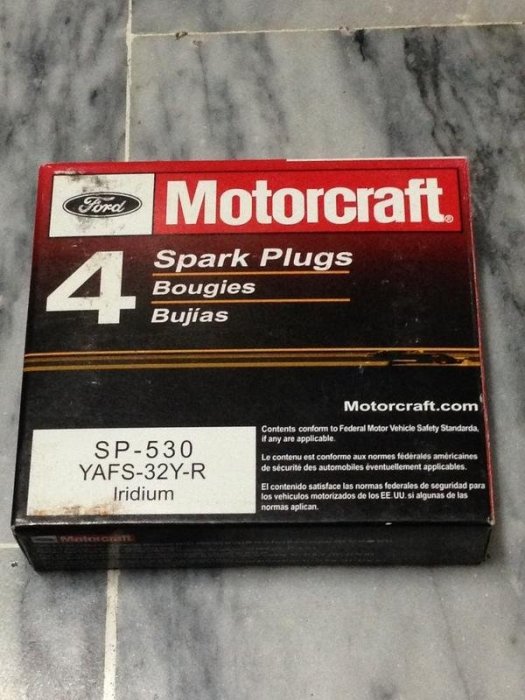 Ford
Motorcraft®
4
Spark Plugs
Bougies
Bujías
Motorcraft.com
Contents conform to Federal Motor Vehicle Safety Standards,
if any are applicable.
Le contenu est conforme aux normes fédérales américaines
de sécurité des automobiles éventuellement applicables.
El contenido satisface las normas federales de seguridad para
los vehiculos motorizados de los EE.UU. si algunas de las
normas aplican.
SP-530
YAFS-32Y-R
Iridium
Motorcraft